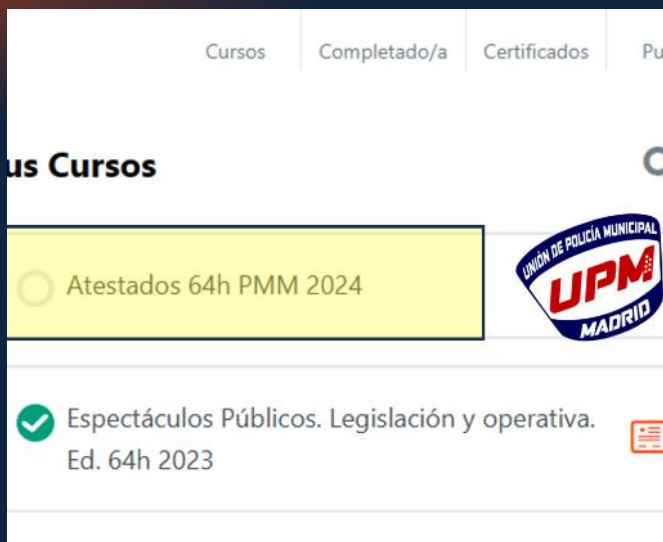 Cursos Completado/a Certificados Pu
us Cursos
Atestados 64h PMM 2024
UNIÓN DE POLICÍA MUNICIPAL
UPM
MADRID
Espectáculos Públicos. Legislación y operativa.
Ed. 64h 2023